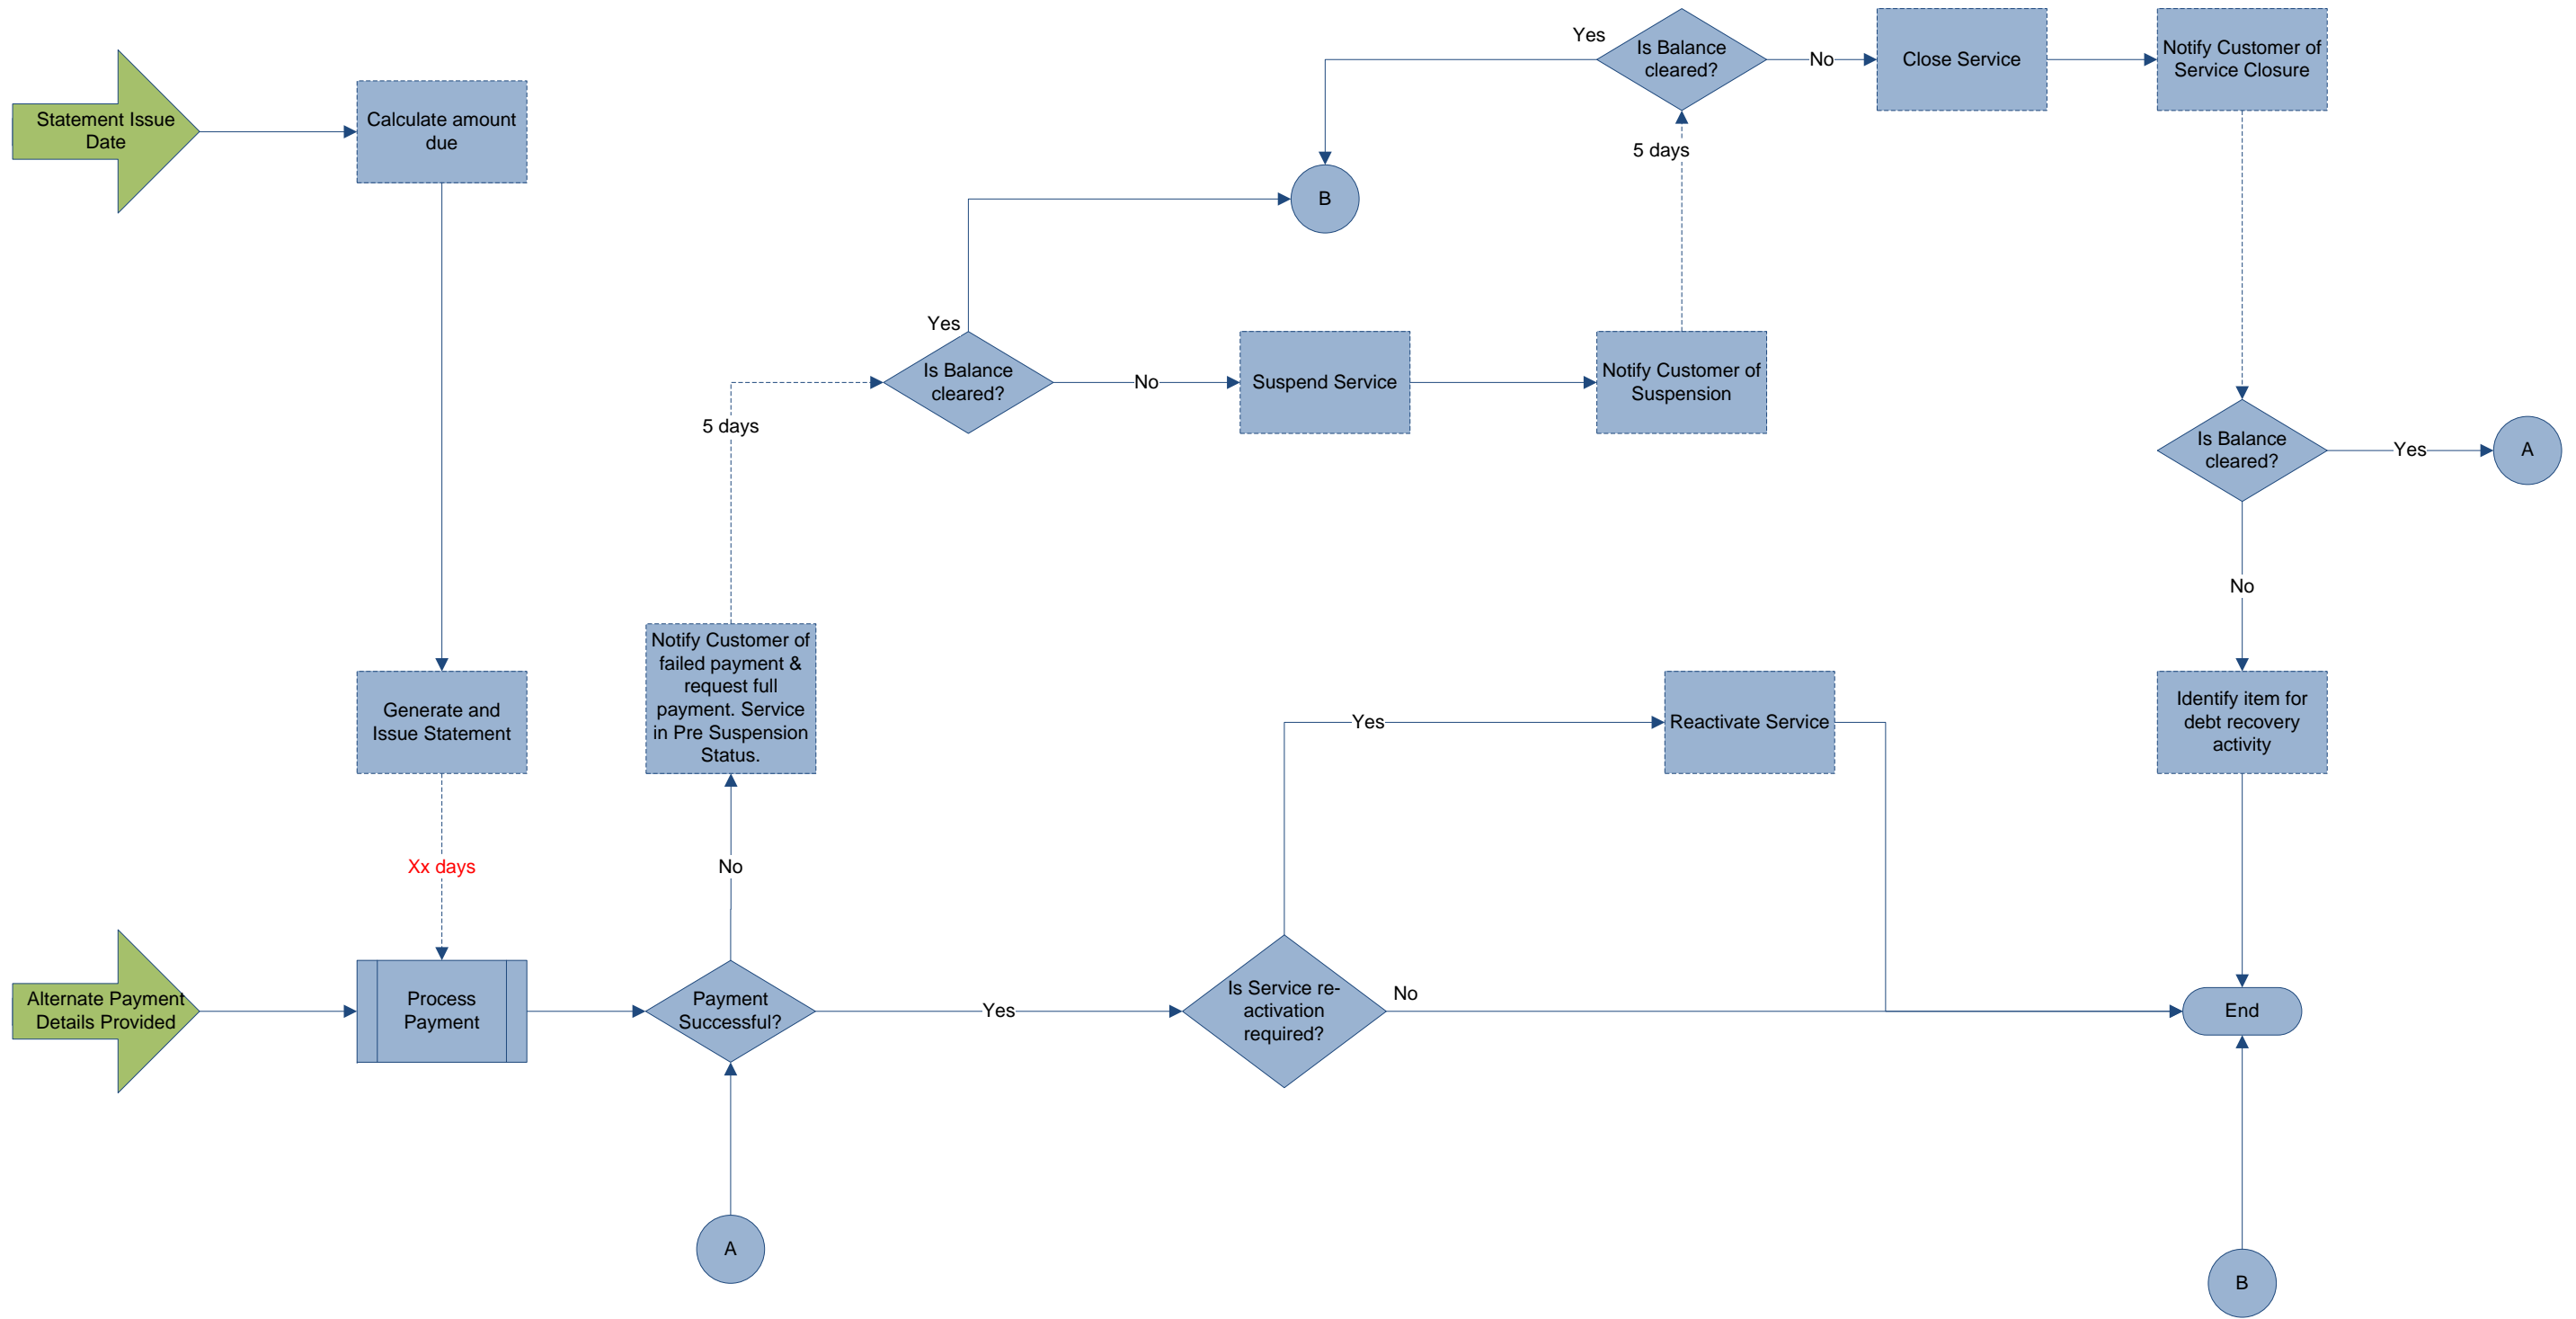 Yes
Is Balance
cleared?
No
Close Service
Notify Customer of
Service Closure
Statement Issue
Date
Calculate amount
due
5 days
B
Yes
Is Balance
cleared?
No
Suspend Service
Notify Customer of
Suspension
5 days
Is Balance
cleared?
Yes
A
No
Notify Customer of
failed payment &
request full
payment. Service
in Pre Suspension
Status.
Generate and
Issue Statement
Yes
Reactivate Service
Identify item for
debt recovery
activity
Xx days
No
Alternate Payment
Details Provided
Process
Payment
Payment
Successful?
Yes
Is Service re-
activation
required?
No
End
A
B